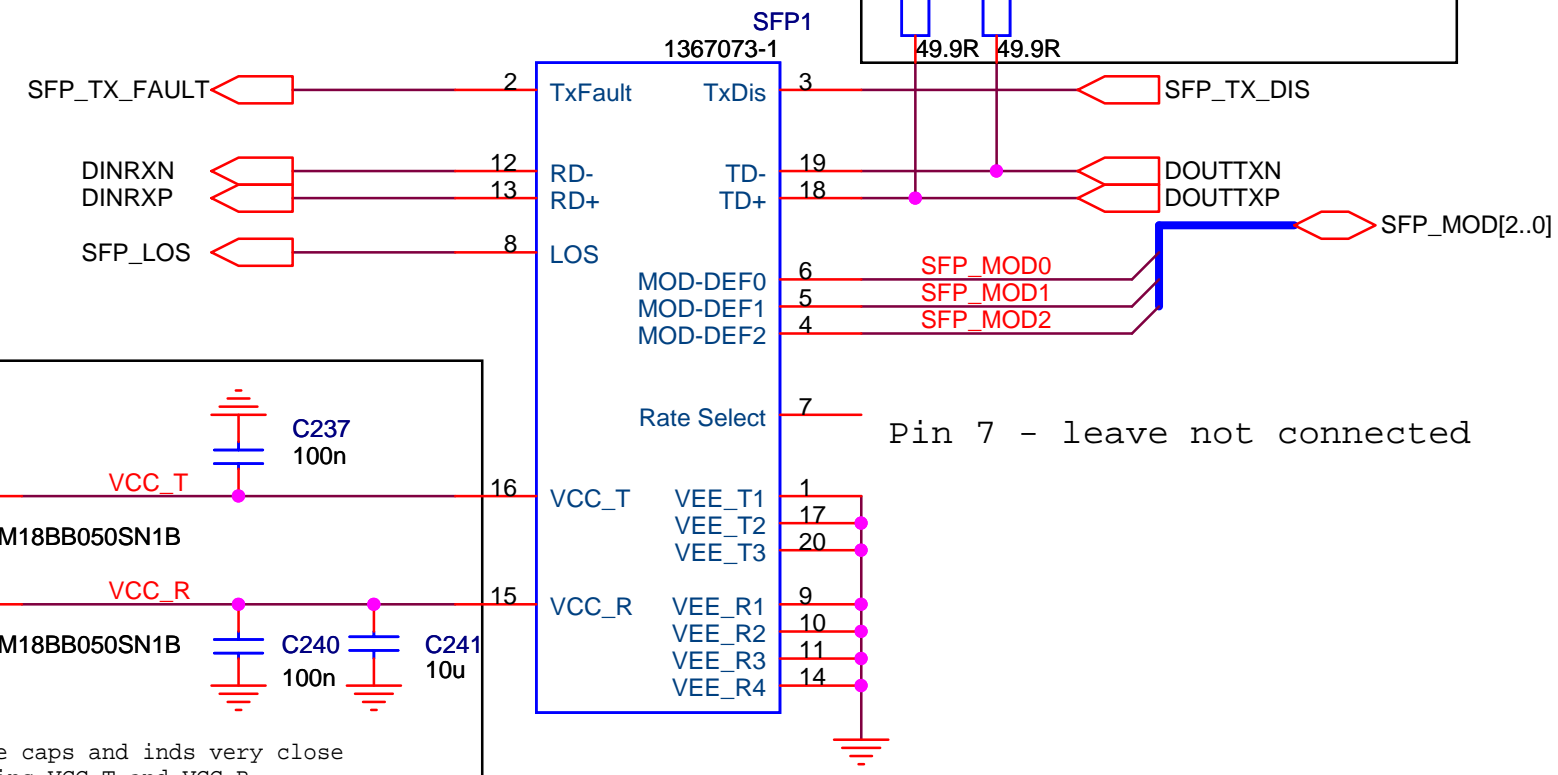 SFP1
1367073-1
49.9R 49.9R
SFP_TX_FAULT 2 TxFault TxDis 3 SFP_TX_DIS
DINRXN 12 RD- TD- 19 DOUTTXN
DINRXP 13 RD+ TD+ 18 DOUTTXP
SFP_LOS 8 LOS
SFP_MOD[2..0]
MOD-DEF0 6 SFP_MOD0
MOD-DEF1 5 SFP_MOD1
MOD-DEF2 4 SFP_MOD2
Rate Select 7
Pin 7 - leave not connected
C237
100n
VCC_T 16 VCC_T VEE_T1 1
VEE_T2 17
VEE_T3 20
M18BB050SN1B
VCC_R 15 VCC_R VEE_R1 9
VEE_R2 10
VEE_R3 11
VEE_R4 14
M18BB050SN1B
C240
100n
C241
10u
e caps and inds very close
VCC_T and VCC_R